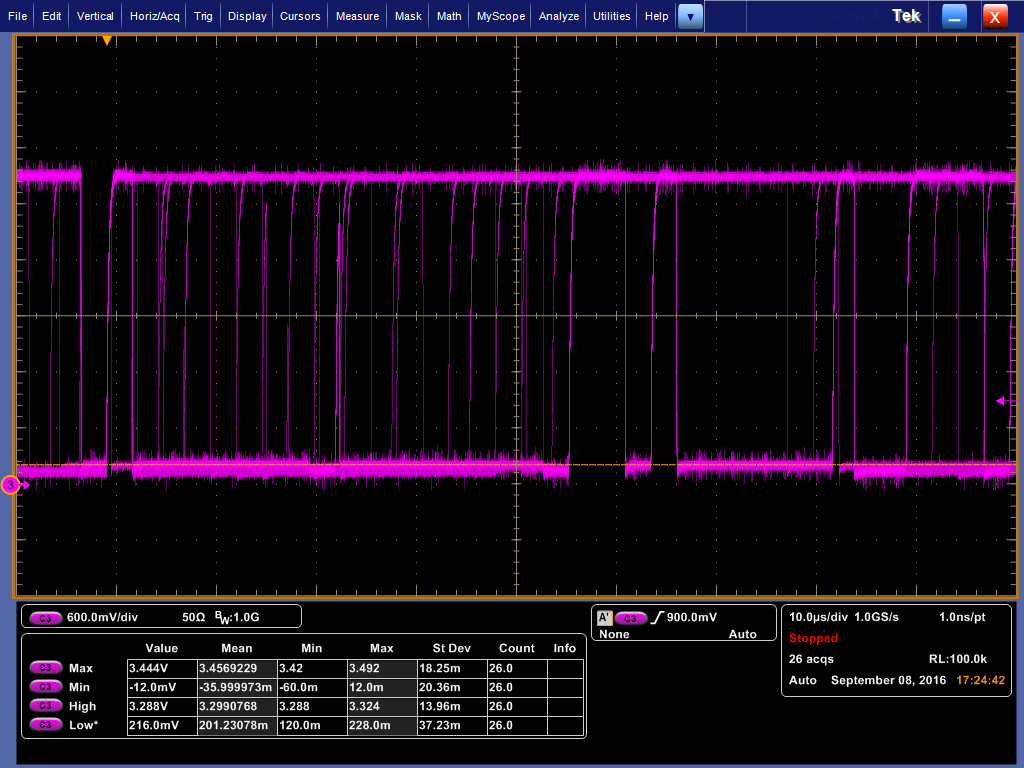 File Edit Vertical Horiz/Acq Trig Display Cursors Measure Mask Math MyScope Analyze Utilities Help Tek X
3
C3 600.0mV/div 50Ω BW:1.0G
A' C3 900.0mV
None Auto
10.0µs/div 1.0GS/s 1.0ns/pt
Stopped
26 acqs RL:100.0k
Auto September 08, 2016 17:24:42
Value Mean Min Max St Dev Count Info
C3 Max 3.444V 3.4569229 3.42 3.492 18.25m 26.0
C3 Min -12.0mV -35.999973m -60.0m 12.0m 20.36m 26.0
C3 High 3.288V 3.2990768 3.288 3.324 13.96m 26.0
C3 Low* 216.0mV 201.23078m 120.0m 228.0m 37.23m 26.0